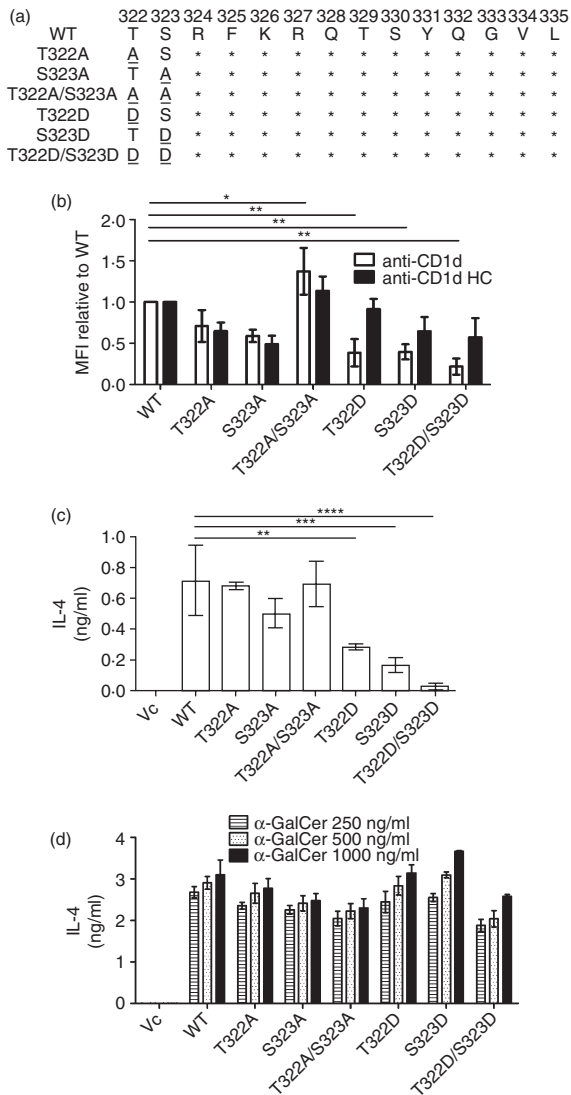 (a)
322 323 324 325 326 327 328 329 330 331 332 333 334 335
WT T S R F K R Q T S Y Q G V L
T322A A S * * * * * * * * * * * *
S323A T A * * * * * * * * * * * *
T322A/S323A A A * * * * * * * * * * * *
T322D D S * * * * * * * * * * * *
S323D T D * * * * * * * * * * * *
T322D/S323D D D * * * * * * * * * * * *
(b)
MFI relative to WT
2·0
1·5
1·0
0·5
0·0
*
**
**
**
anti-CD1d
anti-CD1d HC
WT
T322A
S323A
T322A/S323A
T322D
S323D
T322D/S323D
(c)
IL-4
(ng/ml)
1·0
0·8
0·6
0·4
0·2
0·0
****
***
**
Vc
WT
T322A
S323A
T322A/S323A
T322D
S323D
T322D/S323D
(d)
α-GalCer 250 ng/ml
α-GalCer 500 ng/ml
α-GalCer 1000 ng/ml
IL-4
(ng/ml)
4
3
2
1
0
Vc
WT
T322A
S323A
T322A/S323A
T322D
S323D
T322D/S323D